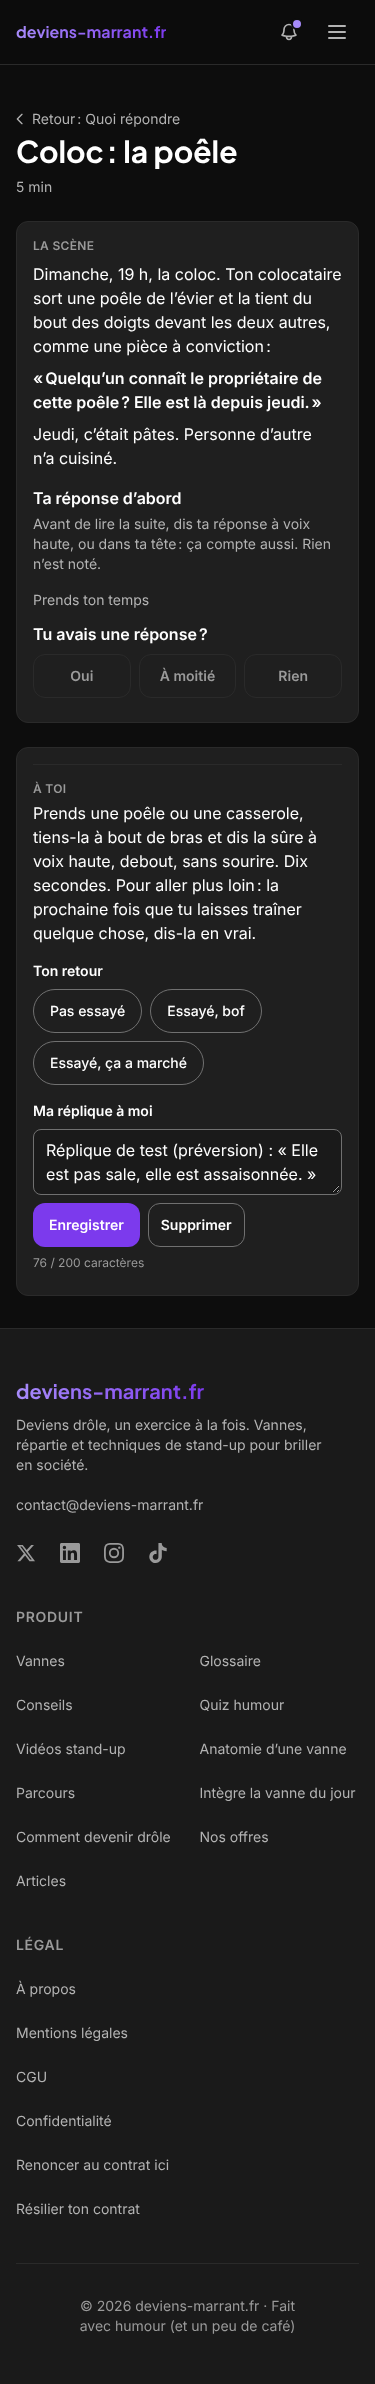 deviens-marrant.fr
Retour : Quoi répondre
Coloc : la poêle
5 min
LA SCÈNE
Dimanche, 19 h, la coloc. Ton colocataire
sort une poêle de l’évier et la tient du
bout des doigts devant les deux autres,
comme une pièce à conviction :
« Quelqu’un connaît le propriétaire de
cette poêle ? Elle est là depuis jeudi. »
Jeudi, c’était pâtes. Personne d’autre
n’a cuisiné.
Ta réponse d’abord
Avant de lire la suite, dis ta réponse à voix
haute, ou dans ta tête : ça compte aussi. Rien
n’est noté.
Prends ton temps
Tu avais une réponse ?
Oui À moitié Rien
À TOI
Prends une poêle ou une casserole,
tiens-la à bout de bras et dis la sûre à
voix haute, debout, sans sourire. Dix
secondes. Pour aller plus loin : la
prochaine fois que tu laisses traîner
quelque chose, dis-la en vrai.
Ton retour
Pas essayé Essayé, bof
Essayé, ça a marché
Ma réplique à moi
Réplique de test (préversion) : « Elle
est pas sale, elle est assaisonnée. »
Enregistrer Supprimer
76 / 200 caractères
deviens-marrant.fr
Deviens drôle, un exercice à la fois. Vannes,
répartie et techniques de stand-up pour briller
en société.
contact@deviens-marrant.fr
PRODUIT
Vannes Glossaire
Conseils Quiz humour
Vidéos stand-up Anatomie d’une vanne
Parcours Intègre la vanne du jour
Comment devenir drôle Nos offres
Articles
LÉGAL
À propos
Mentions légales
CGU
Confidentialité
Renoncer au contrat ici
Résilier ton contrat
© 2026 deviens-marrant.fr · Fait
avec humour (et un peu de café)